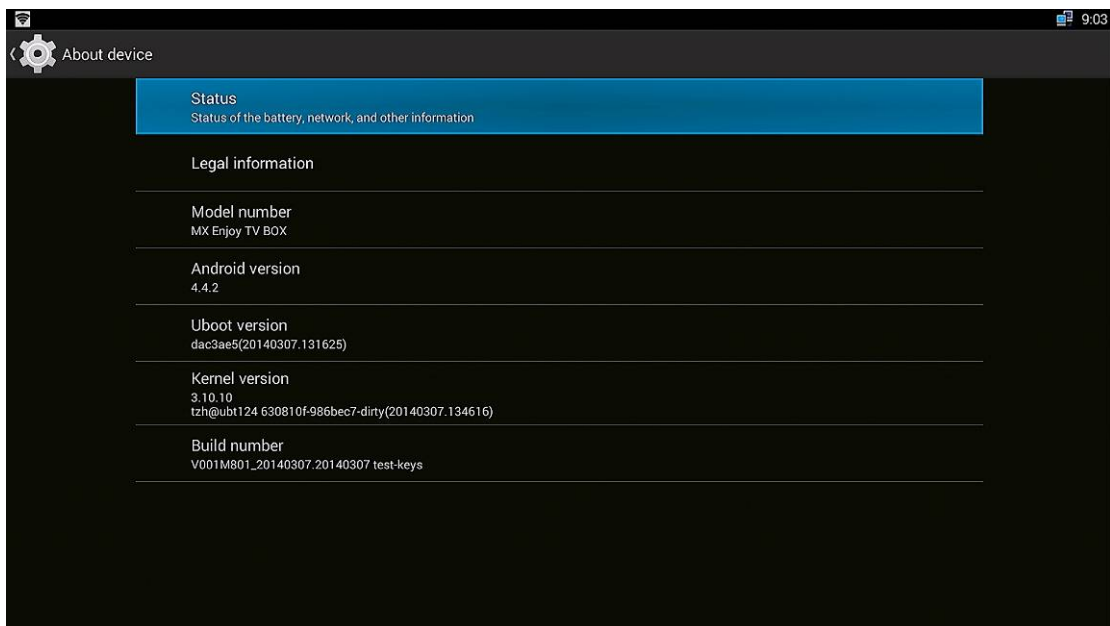 9:03
About device
Status
Status of the battery, network, and other information
Legal information
Model number
MX Enjoy TV BOX
Android version
4.4.2
Uboot version
dac3ae5(20140307.131625)
Kernel version
3.10.10
tzh@ubt124 630810f-986bec7-dirty(20140307.134616)
Build number
V001M801_20140307.20140307 test-keys